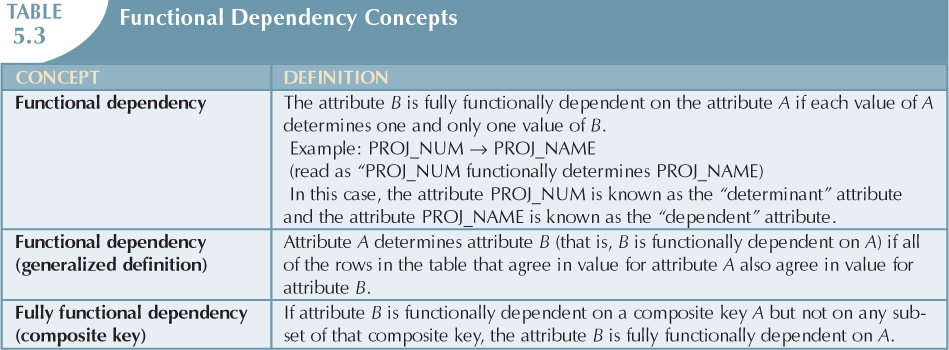 TABLE
5.3
Functional Dependency Concepts
CONCEPT
DEFINITION
Functional dependency
The attribute B is fully functionally dependent on the attribute A if each value of A
determines one and only one value of B.
Example: PROJ_NUM → PROJ_NAME
(read as “PROJ_NUM functionally determines PROJ_NAME)
In this case, the attribute PROJ_NUM is known as the “determinant” attribute
and the attribute PROJ_NAME is known as the “dependent” attribute.
Functional dependency
(generalized definition)
Attribute A determines attribute B (that is, B is functionally dependent on A) if all
of the rows in the table that agree in value for attribute A also agree in value for
attribute B.
Fully functional dependency
(composite key)
If attribute B is functionally dependent on a composite key A but not on any sub-
set of that composite key, the attribute B is fully functionally dependent on A.